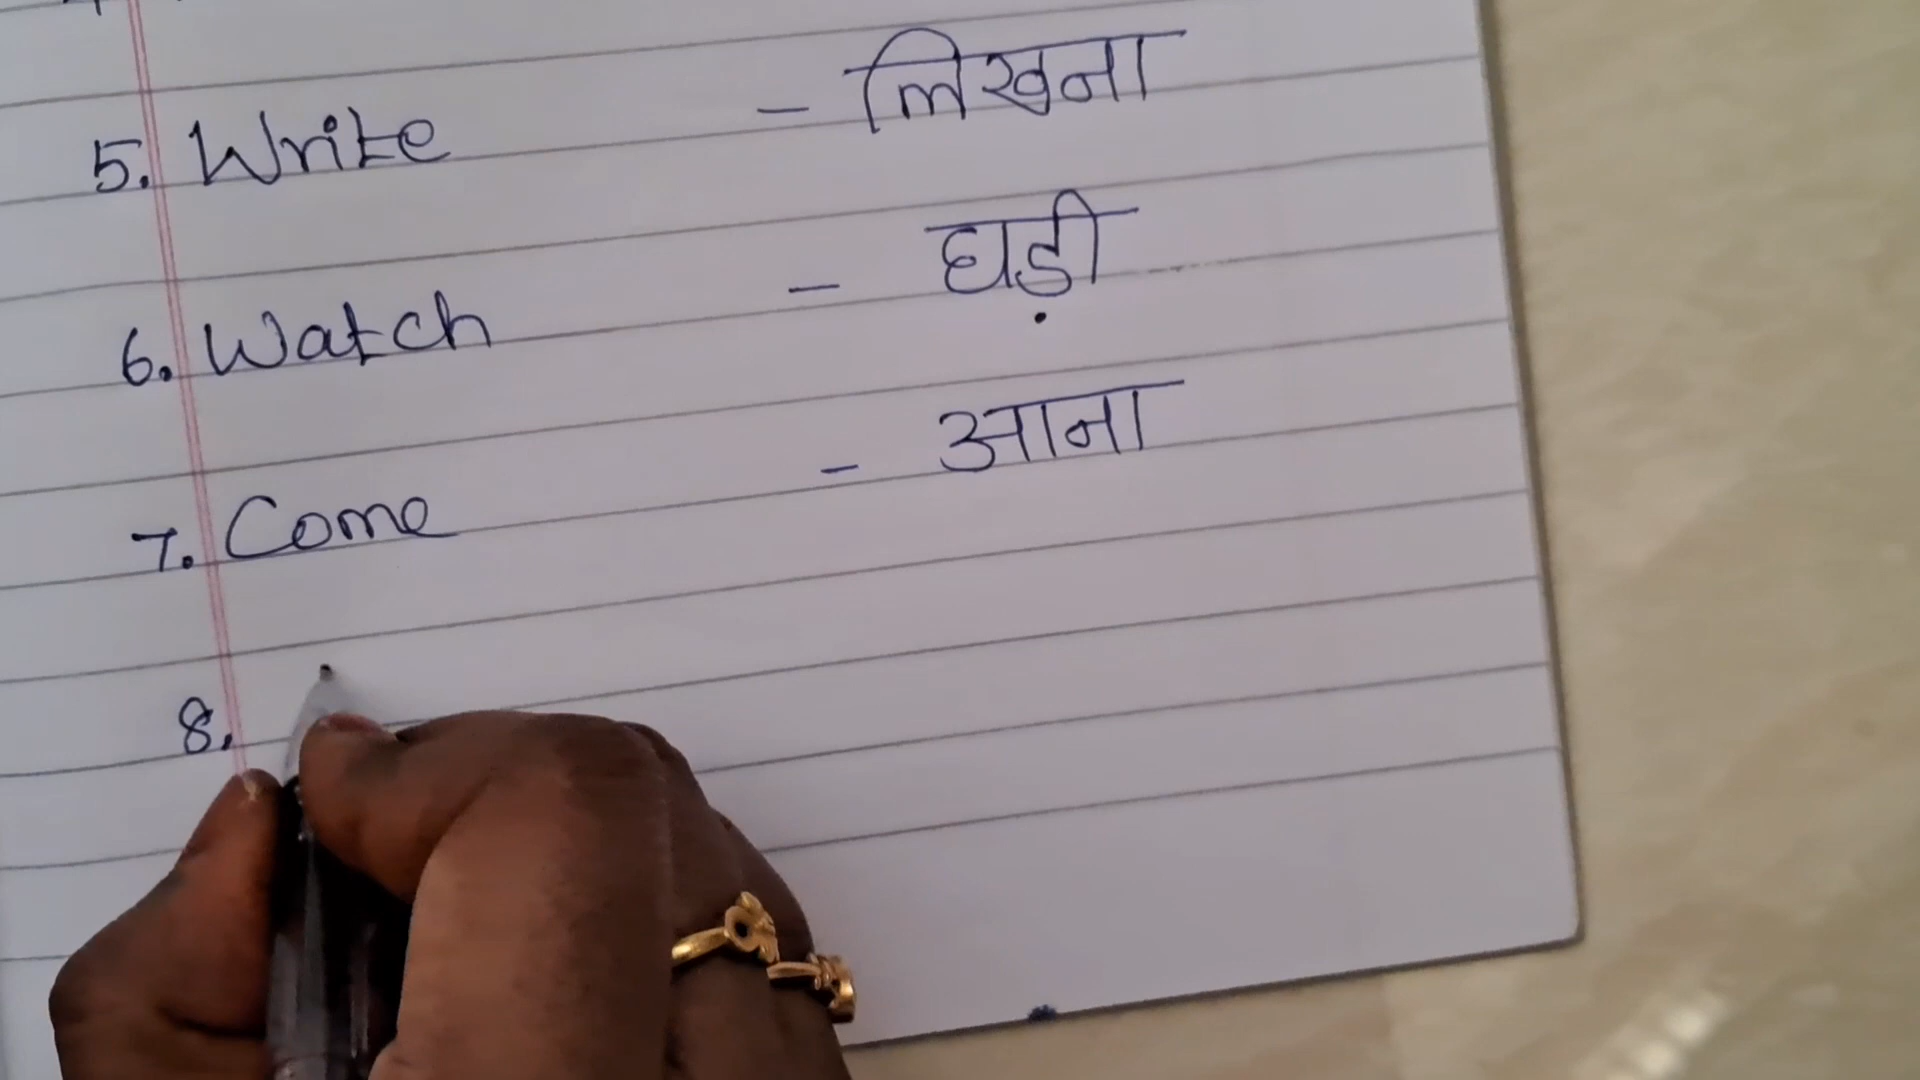 5. Write - लिखना
6. Watch - घड़ी
7. Come - आना
8.